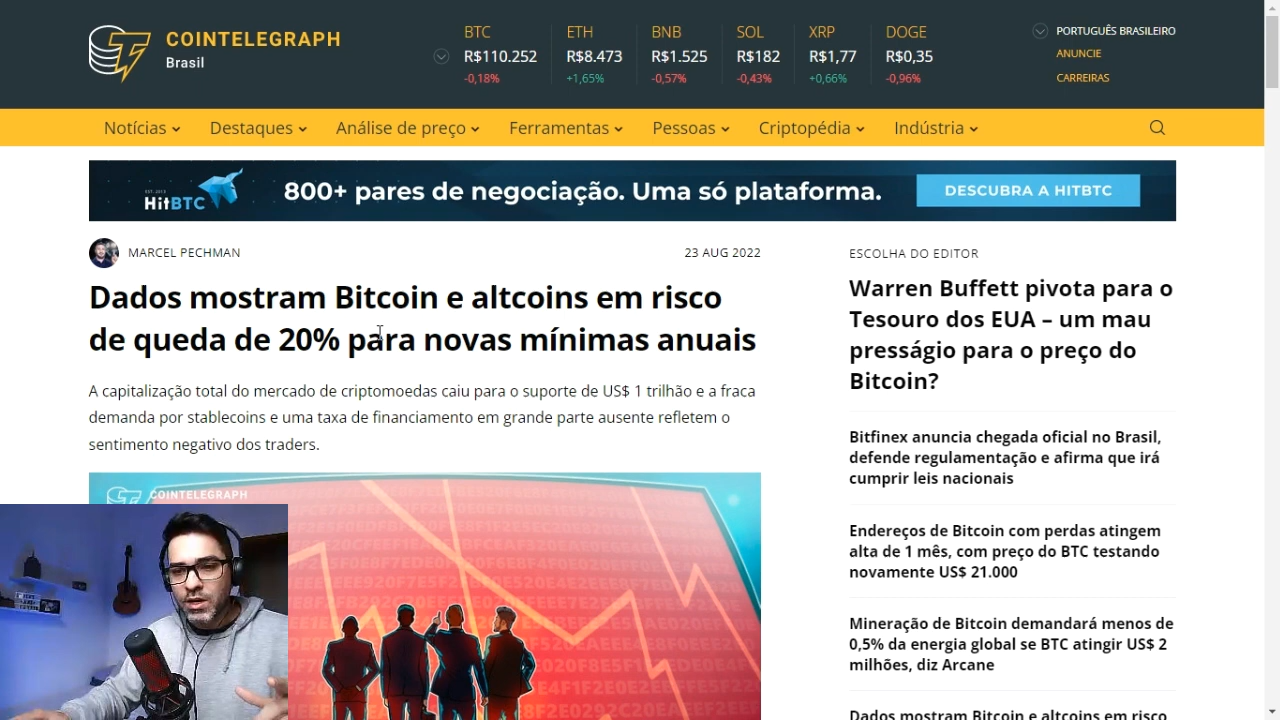 COINTELEGRAPH
Brasil
BTC
R$110.252
-0,18%
ETH
R$8.473
+1,65%
BNB
R$1.525
-0,57%
SOL
R$182
-0,43%
XRP
R$1,77
+0,66%
DOGE
R$0,35
-0,96%
PORTUGUÊS BRASILEIRO
ANUNCIE
CARREIRAS
Notícias
Destaques
Análise de preço
Ferramentas
Pessoas
Criptopédia
Indústria
EST. 2013
HitBTC
800+ pares de negociação. Uma só plataforma.
DESCUBRA A HITBTC
MARCEL PECHMAN
23 AUG 2022
Dados mostram Bitcoin e altcoins em risco
de queda de 20% para novas mínimas anuais
A capitalização total do mercado de criptomoedas caiu para o suporte de US$ 1 trilhão e a fraca
demanda por stablecoins e uma taxa de financiamento em grande parte ausente refletem o
sentimento negativo dos traders.
COINTELEGRAPH
ESCOLHA DO EDITOR
Warren Buffett pivota para o
Tesouro dos EUA – um mau
presságio para o preço do
Bitcoin?
Bitfinex anuncia chegada oficial no Brasil,
defende regulamentação e afirma que irá
cumprir leis nacionais
Endereços de Bitcoin com perdas atingem
alta de 1 mês, com preço do BTC testando
novamente US$ 21.000
Mineração de Bitcoin demandará menos de
0,5% da energia global se BTC atingir US$ 2
milhões, diz Arcane
Dados mostram Bitcoin e altcoins em risco